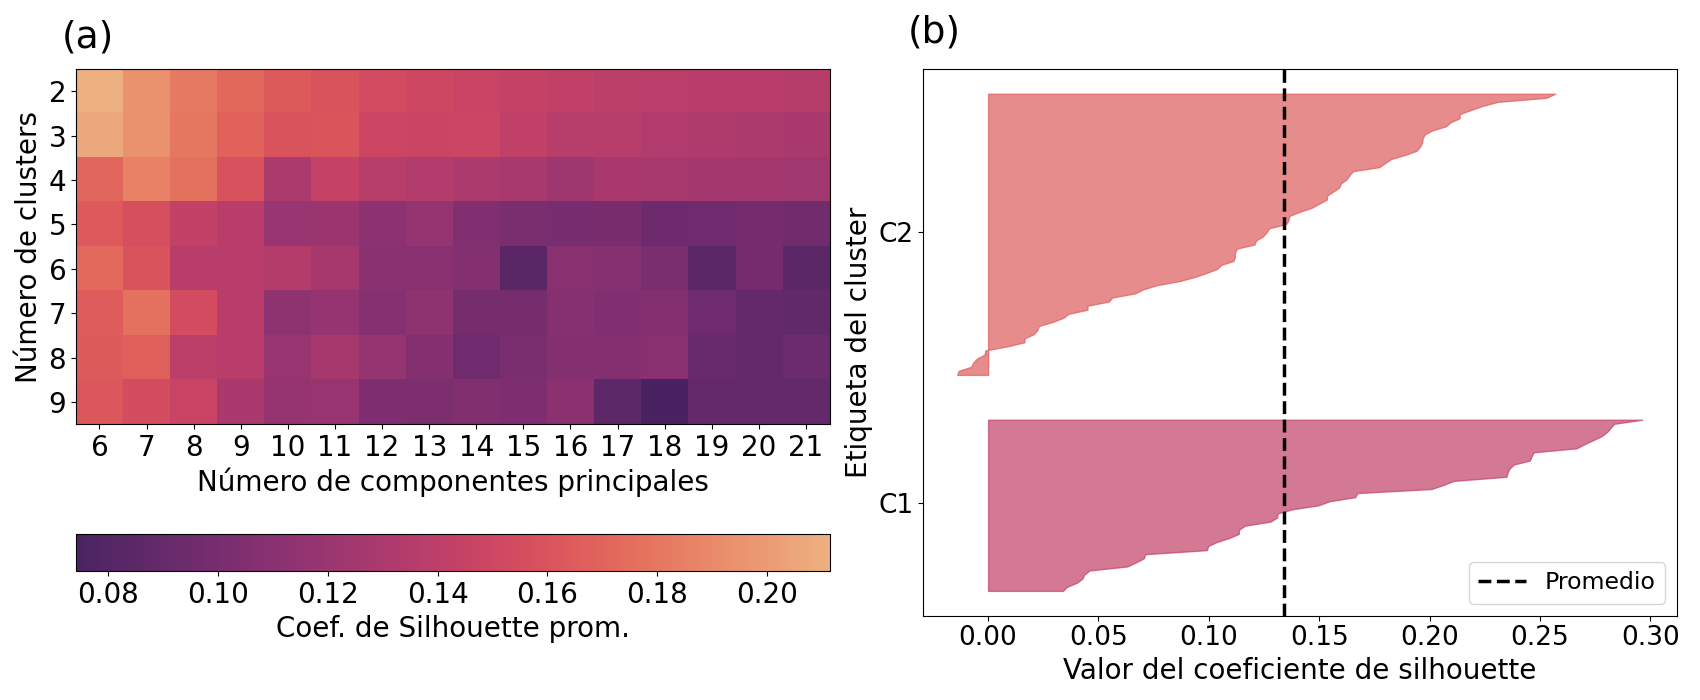 (a)
Número de clusters
2
3
4
5
6
7
8
9
6 7 8 9 10 11 12 13 14 15 16 17 18 19 20 21
Número de componentes principales
0.08 0.10 0.12 0.14 0.16 0.18 0.20
Coef. de Silhouette prom.
(b)
Etiqueta del cluster
C2
C1
Promedio
0.00 0.05 0.10 0.15 0.20 0.25 0.30
Valor del coeficiente de silhouette